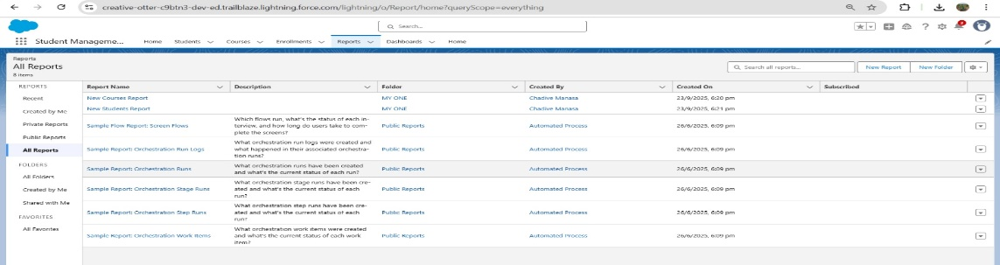 creative-otter-c9btn3-dev-ed.trailblaze.lightning.force.com/lightning/o/Report/home?queryScope=everything
Search...
Student Manageme...
Home
Students
Courses
Enrollments
Reports
Dashboards
Home
Reports
All Reports
8 items
Search all reports...
New Report
New Folder
REPORTS
Recent
Created by Me
Private Reports
Public Reports
All Reports
FOLDERS
All Folders
Created by Me
Shared with Me
FAVORITES
All Favorites
Report Name Description Folder Created By Created On Subscribed
New Courses Report MY ONE Chadive Manasa 23/9/2025, 6:20 pm
New Students Report MY ONE Chadive Manasa 23/9/2025, 6:21 pm
Sample Flow Report: Screen Flows
Which flows run, what's the status of each in-
terview, and how long do users take to com-
plete the screens?
Public Reports Automated Process 26/6/2025, 6:09 pm
Sample Report: Orchestration Run Logs
What orchestration run logs were created and
what happened in their associated orchestra-
tion runs?
Public Reports Automated Process 26/6/2025, 6:09 pm
Sample Report: Orchestration Runs
What orchestration runs have been created
and what's the current status of each run?
Public Reports Automated Process 26/6/2025, 6:09 pm
Sample Report: Orchestration Stage Runs
What orchestration stage runs have been cre-
ated and what's the current status of each
run?
Public Reports Automated Process 26/6/2025, 6:09 pm
Sample Report: Orchestration Step Runs
What orchestration step runs have been cre-
ated and what's the current status of each
run?
Public Reports Automated Process 26/6/2025, 6:09 pm
Sample Report: Orchestration Work Items
What orchestration work items were created
and what's the current status of each work
item?
Public Reports Automated Process 26/6/2025, 6:09 pm